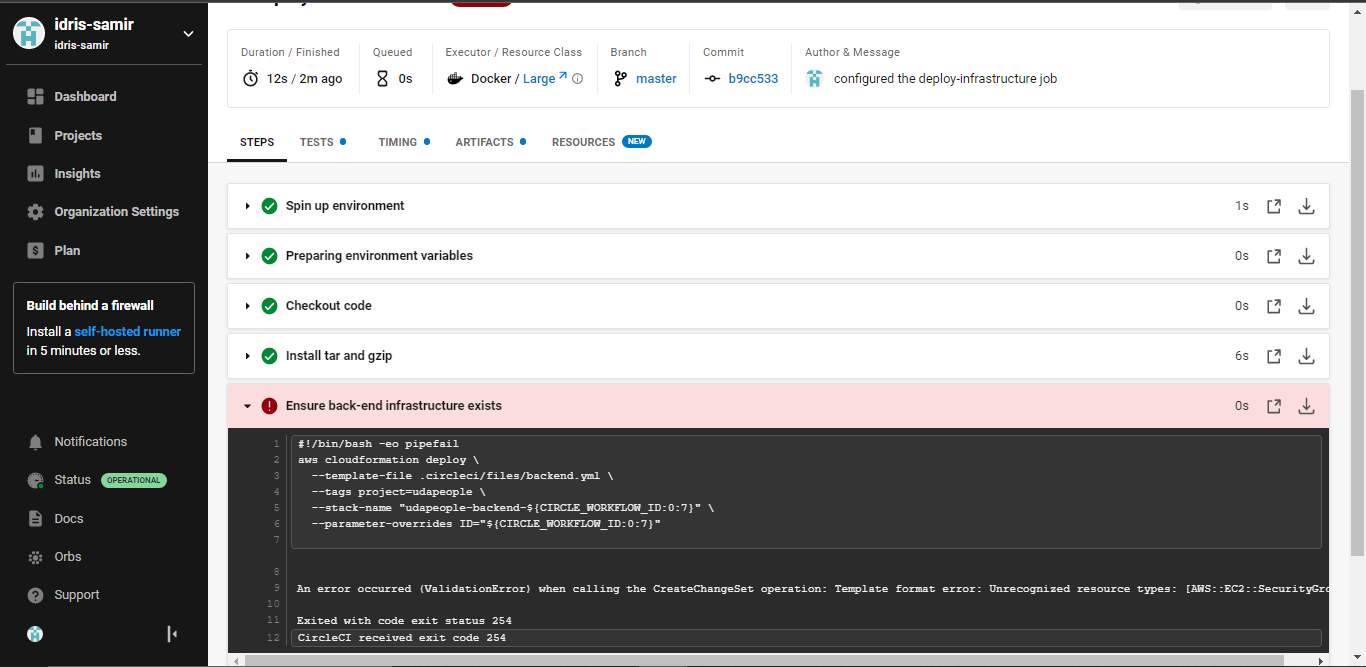 idris-samir
idris-samir
Dashboard
Projects
Insights
Organization Settings
$ Plan
Build behind a firewall
Install a self-hosted runner
in 5 minutes or less.
Notifications
Status OPERATIONAL
Docs
Orbs
? Support
Duration / Finished
12s / 2m ago
Queued
0s
Executor / Resource Class
Docker / Large
Branch
master
Commit
b9cc533
Author & Message
configured the deploy-infrastructure job
STEPS TESTS TIMING ARTIFACTS RESOURCES NEW
Spin up environment 1s
Preparing environment variables 0s
Checkout code 0s
Install tar and gzip 6s
Ensure back-end infrastructure exists 0s
1 #!/bin/bash -eo pipefail
2 aws cloudformation deploy \
3 --template-file .circleci/files/backend.yml \
4 --tags project=udapeople \
5 --stack-name "udapeople-backend-${CIRCLE_WORKFLOW_ID:0:7}" \
6 --parameter-overrides ID="${CIRCLE_WORKFLOW_ID:0:7}"
7
8
9 An error occurred (ValidationError) when calling the CreateChangeSet operation: Template format error: Unrecognized resource types: [AWS::EC2::SecurityGro
10
11 Exited with code exit status 254
12 CircleCI received exit code 254